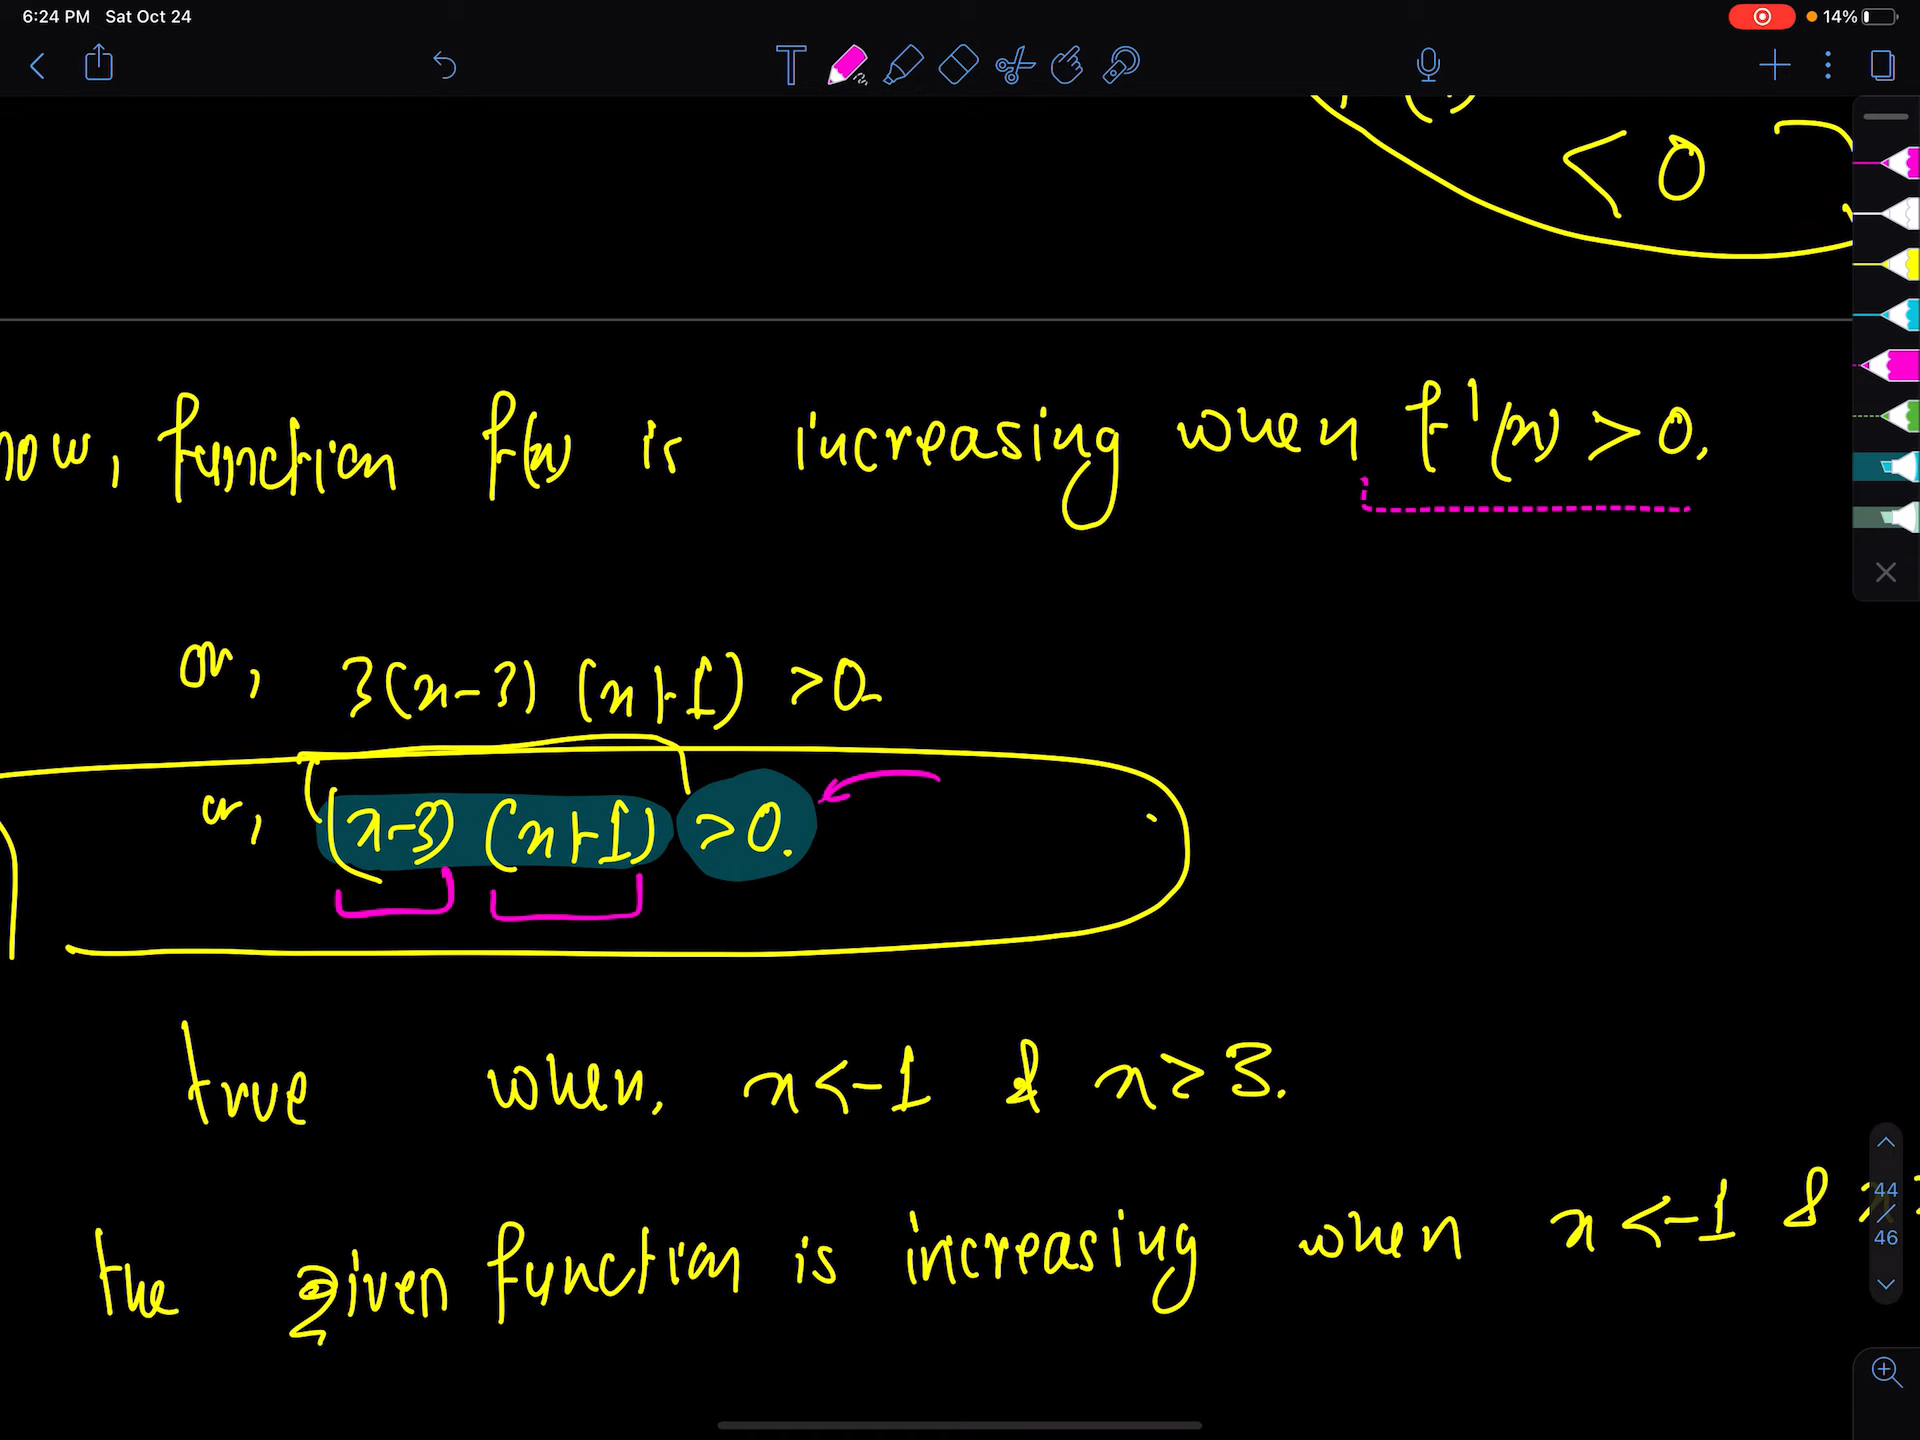 6:24 PM Sat Oct 24
14%
T
< 0
now, function f(x) is increasing when f'(x) > 0.
or, 3(x-3) (x+1) >0
or, (x-3) (x+1) >0.
true when, x<-1 & x>3.
the given function is increasing when x<-1 &
44
/
46